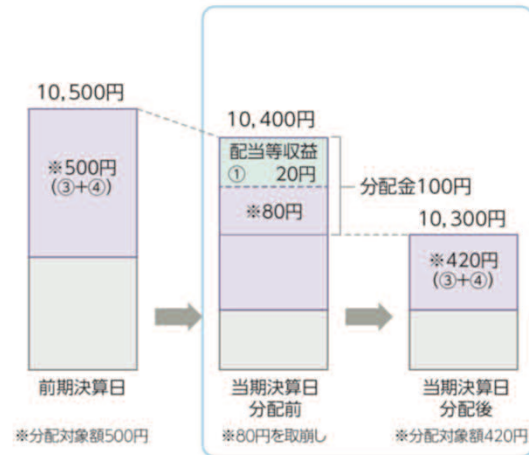 10,500円
※500円
(③+④)
前期決算日
※分配対象額500円
10,400円
配当等収益
① 20円
※80円
分配金100円
当期決算日
分配前
※80円を取崩し
10,300円
※420円
(③+④)
当期決算日
分配後
※分配対象額420円